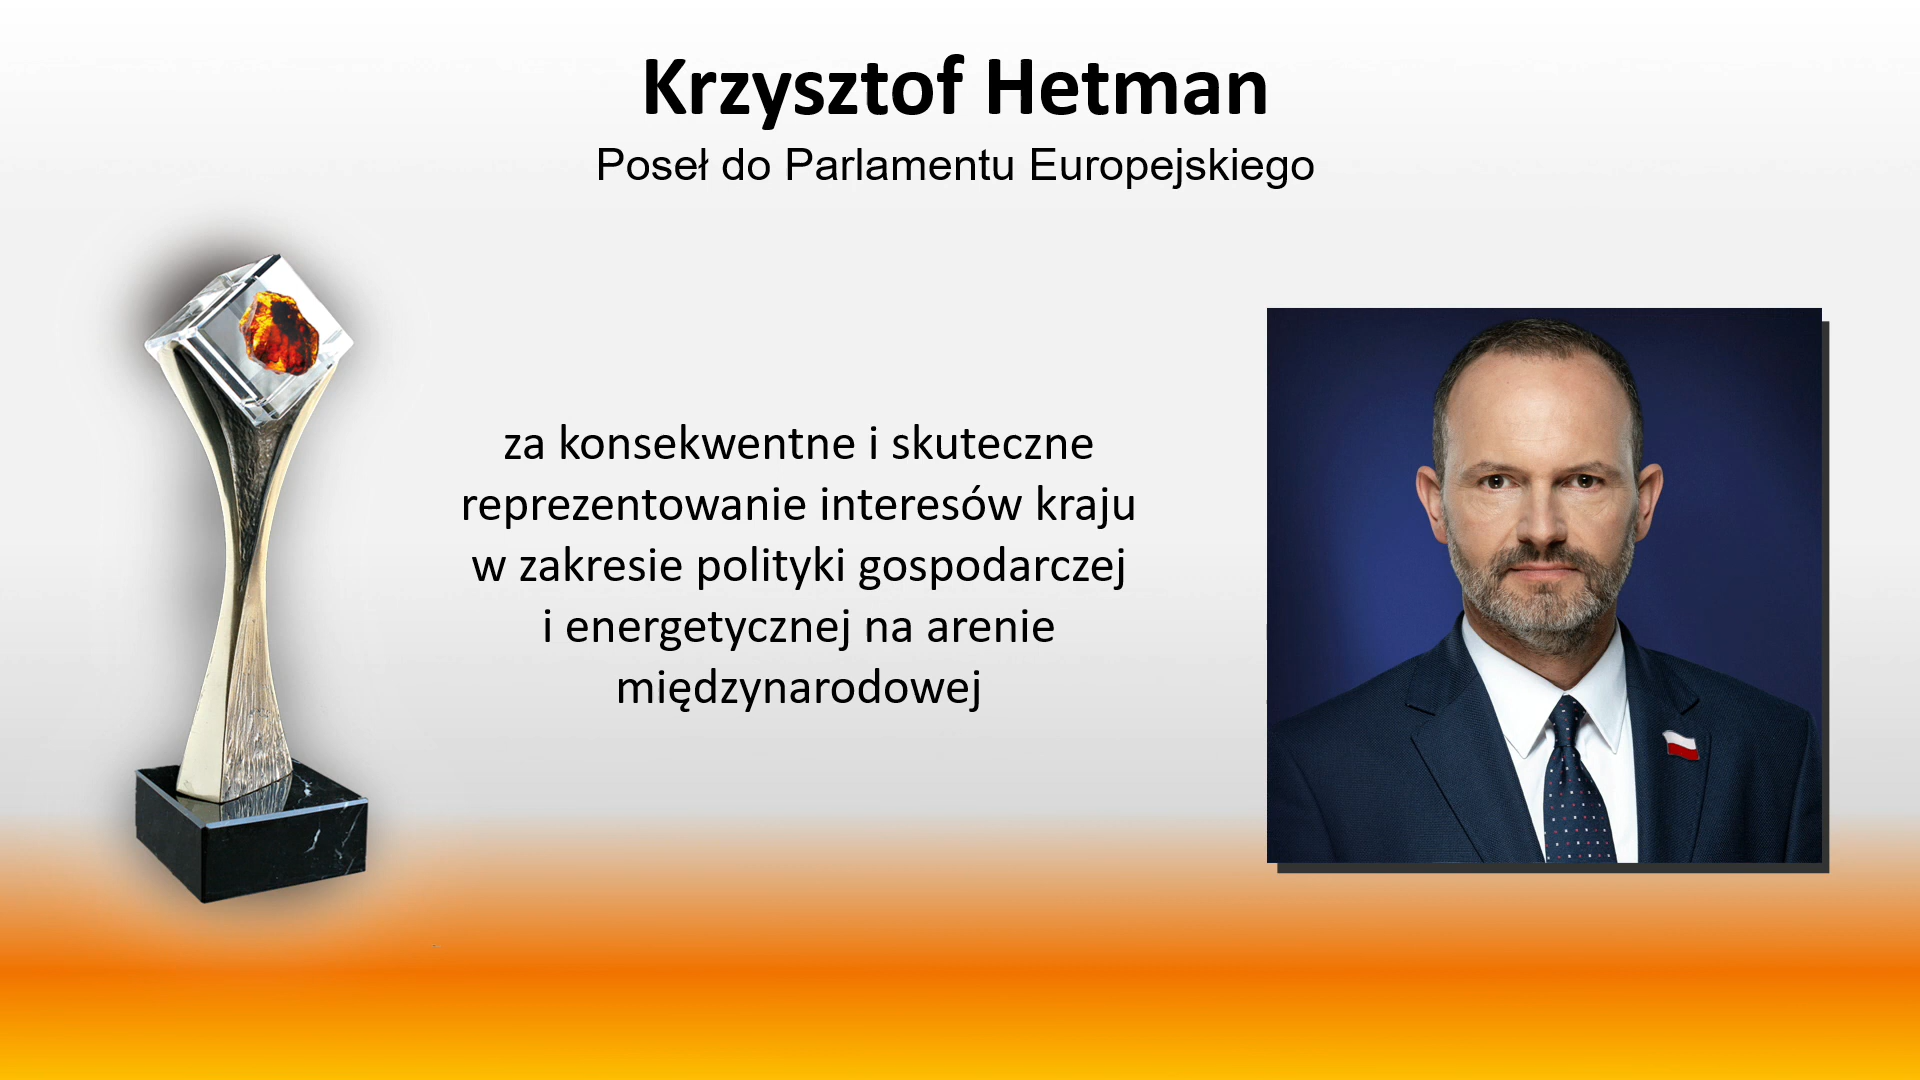 Krzysztof Hetman
Poseł do Parlamentu Europejskiego
za konsekwentne i skuteczne
reprezentowanie interesów kraju
w zakresie polityki gospodarczej
i energetycznej na arenie
międzynarodowej